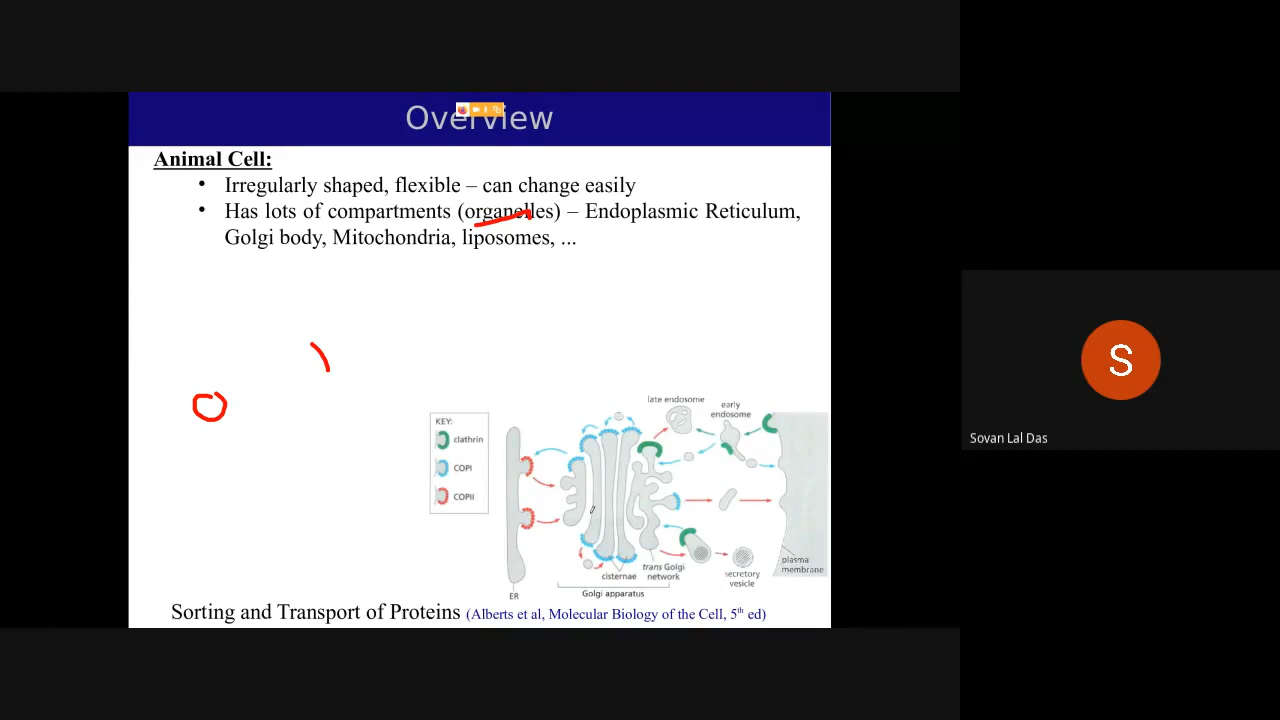 Overview
Animal Cell:
• Irregularly shaped, flexible – can change easily
• Has lots of compartments (organelles) – Endoplasmic Reticulum,
Golgi body, Mitochondria, liposomes, ...
KEY:
clathrin
COPI
COPII
late endosome
early
endosome
plasma
membrane
trans Golgi
network
cisternae
secretory
vesicle
Golgi apparatus
ER
Sorting and Transport of Proteins (Alberts et al, Molecular Biology of the Cell, 5th ed)
S
Sovan Lal Das